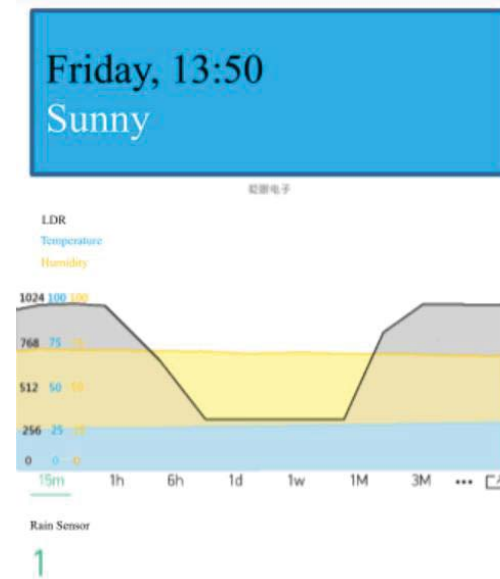 Friday, 13:50
Sunny
LDR
Temperature
Humidity
1024 100 100
768 75
512 50
256 25
0 0 0
15m 1h 6h 1d 1w 1M 3M •••
Rain Sensor
1